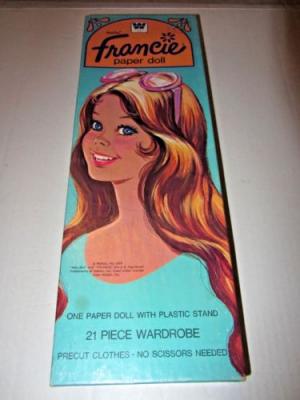 W
Francie
paper doll
ONE PAPER DOLL WITH PLASTIC STAND
21 PIECE WARDROBE
PRECUT CLOTHES - NO SCISSORS NEEDED